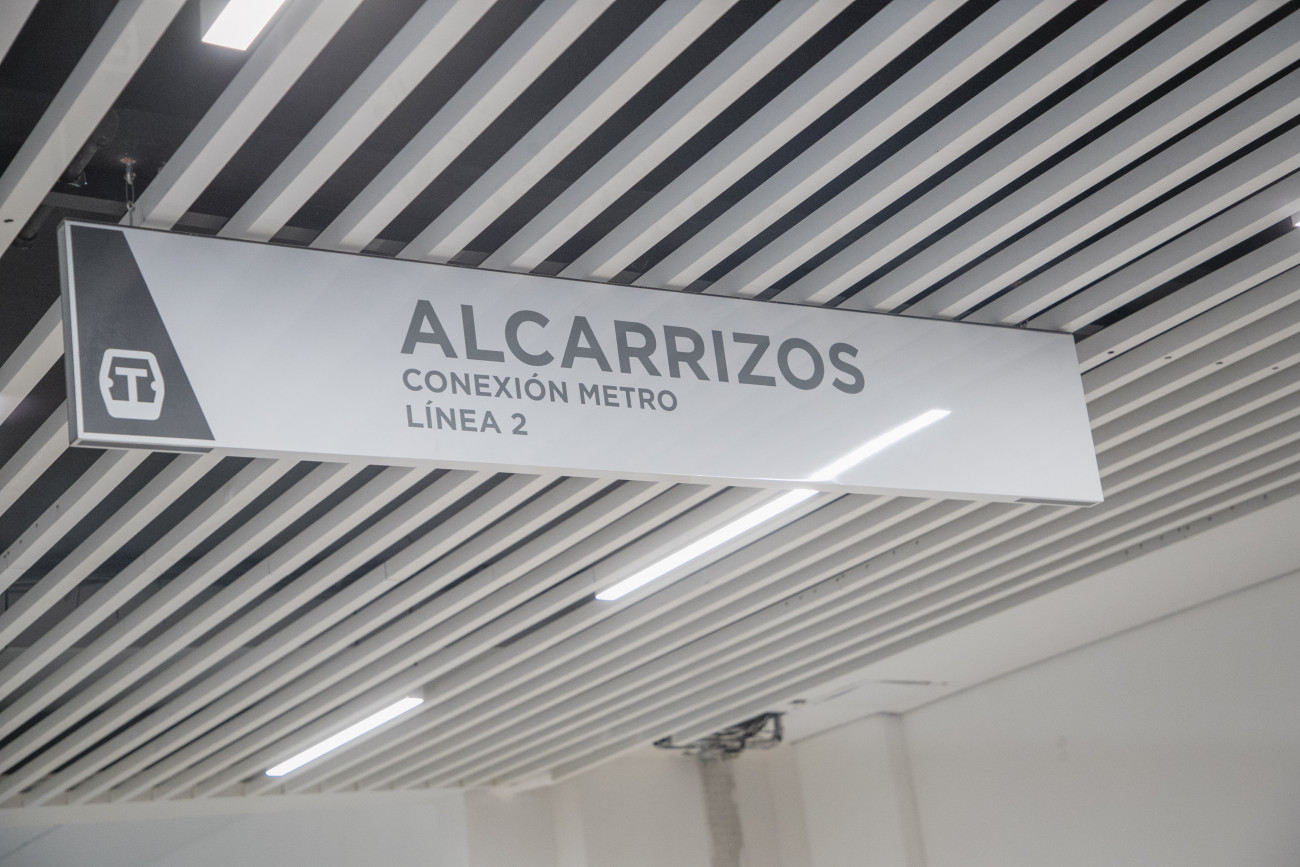 ALCARRIZOS
CONEXIÓN METRO
LÍNEA 2
T